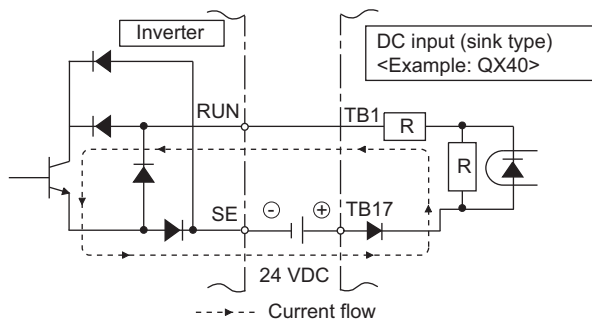 Inverter
DC input (sink type)
<Example: QX40>
RUN
TB1
R
R
SE
⊖
⊕
TB17
24 VDC
Current flow